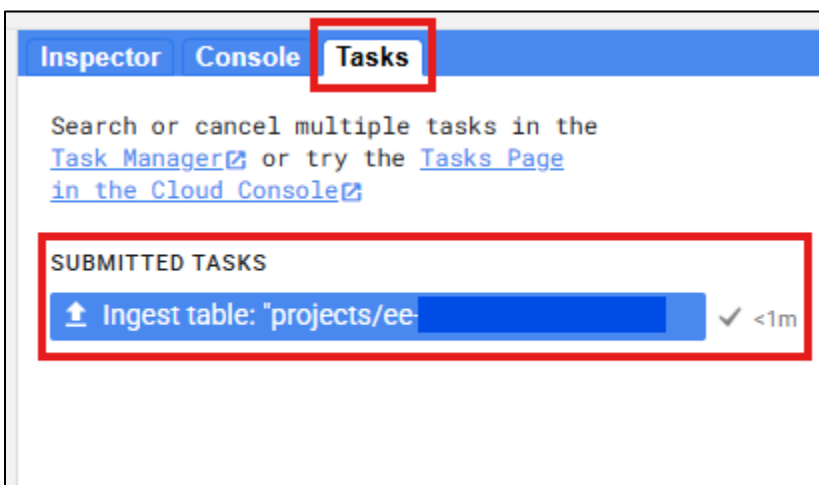 Inspector Console Tasks
Search or cancel multiple tasks in the
Task Manager or try the Tasks Page
in the Cloud Console
SUBMITTED TASKS
Ingest table: "projects/ee- <1m